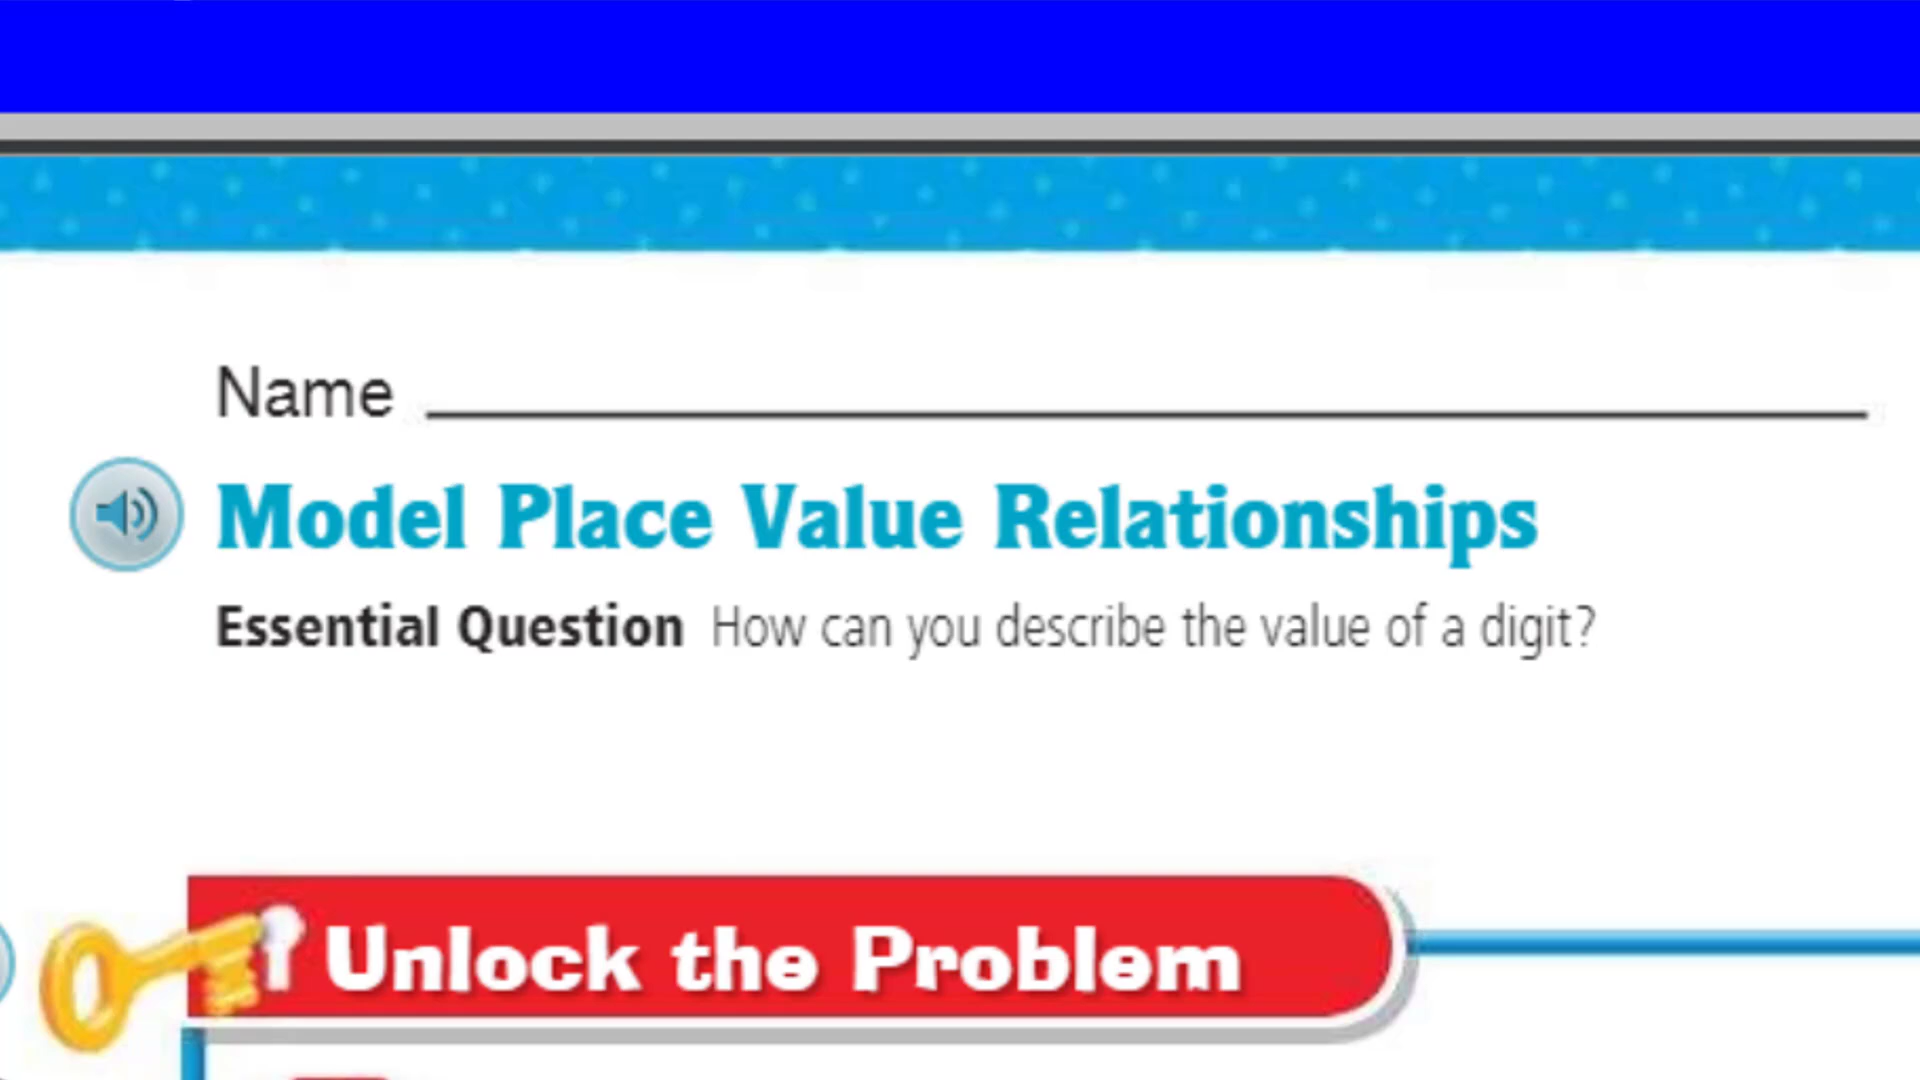 Name
Model Place Value Relationships
Essential Question How can you describe the value of a digit?
Unlock the Problem